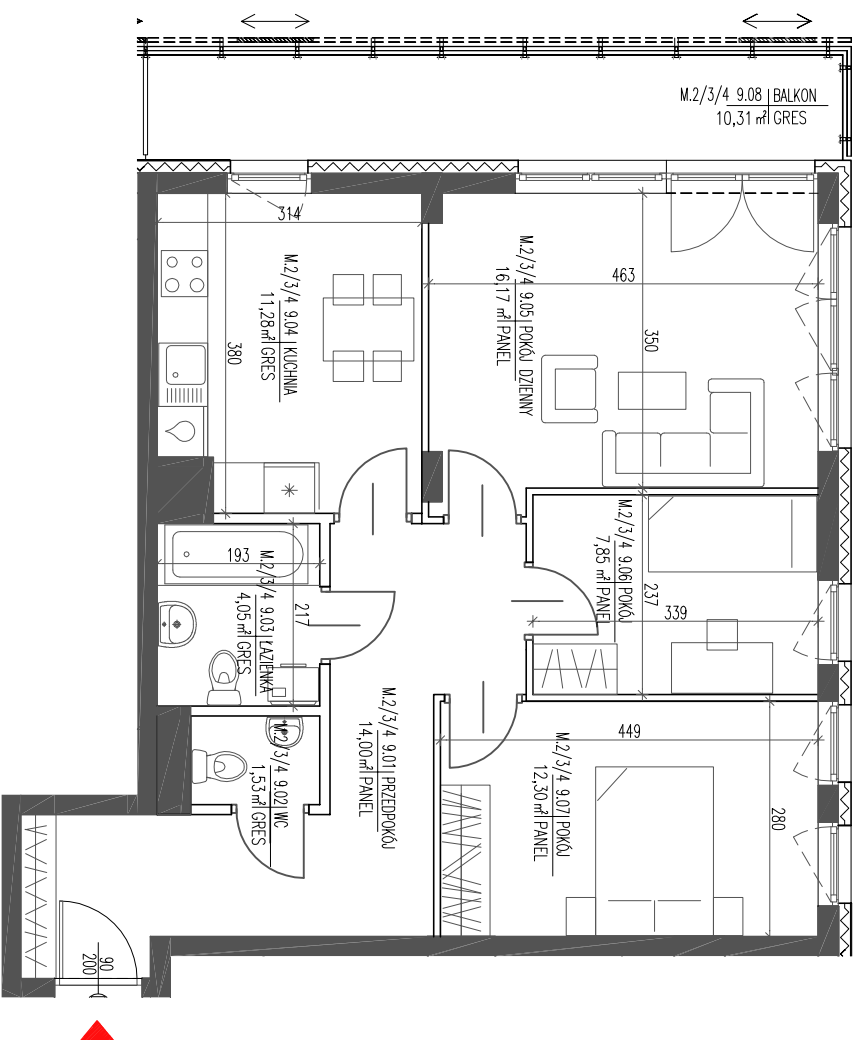 M.2/3/4 9.08 BALKON
10,31 m² GRES
314
M.2/3/4 9.04 KUCHNIA
11,28 m² GRES
380
M.2/3/4 9.05 POKÓJ DZIENNY
16,17 m² PANEL
463
350
M.2/3/4 9.06 POKÓJ
7,85 m² PANEL
237
339
193
M.2/3/4 9.03 ŁAZIENKA
4,05 m² GRES
217
M.2/3/4 9.02 WC
1,53 m² GRES
M.2/3/4 9.01 PRZEDPOKÓJ
14,00 m² PANEL
449
M.2/3/4 9.07 POKÓJ
12,30 m² PANEL
280
90
200